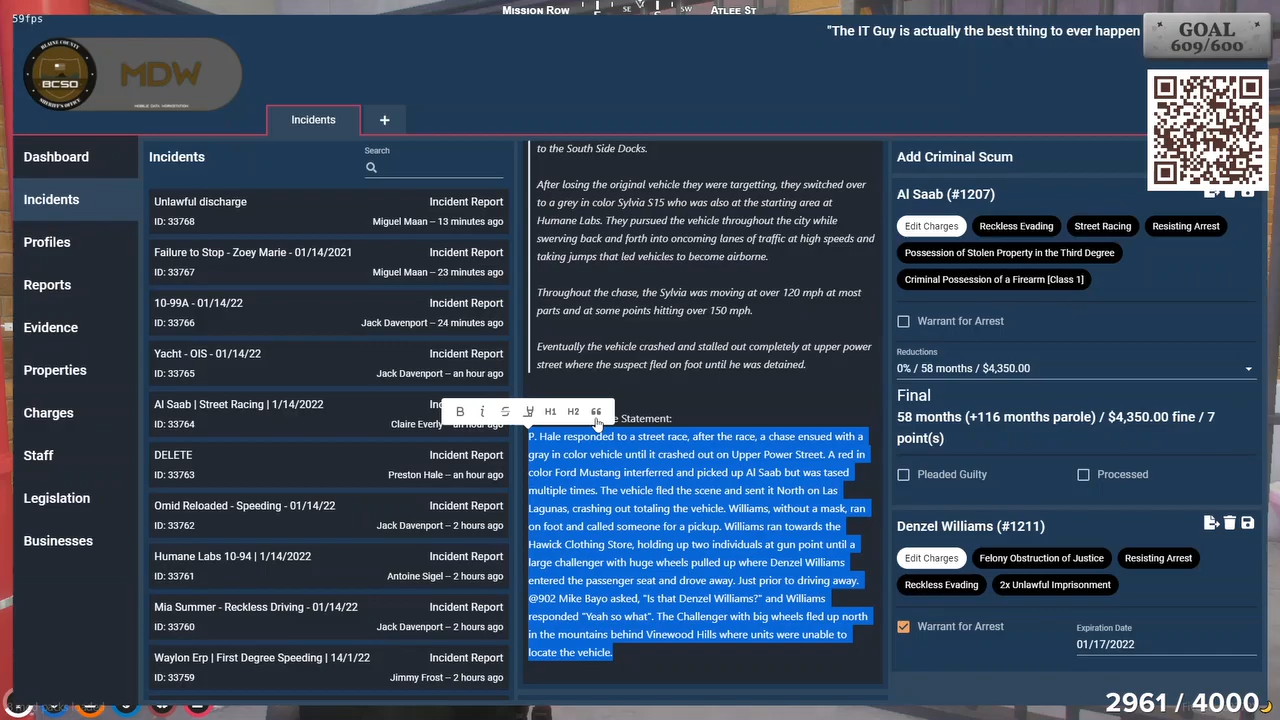 59fps
Mission Row
SE
SW
Atlee St
"The IT Guy is actually the best thing to ever happen
GOAL
609/600
BLAINE COUNTY
BCSO
SHERIFF'S OFFICE
MDW
MOBILE DATA WORKSTATION
Incidents
+
Dashboard
Incidents
Profiles
Reports
Evidence
Properties
Charges
Staff
Legislation
Businesses
Incidents
Search
Unlawful discharge Incident Report
ID: 33768 Miguel Maan – 13 minutes ago
Failure to Stop - Zoey Marie - 01/14/2021
Incident Report
ID: 33767 Miguel Maan – 23 minutes ago
10-99A - 01/14/22 Incident Report
ID: 33766 Jack Davenport – 24 minutes ago
Yacht - OIS - 01/14/22 Incident Report
ID: 33765 Jack Davenport – an hour ago
Al Saab | Street Racing | 1/14/2022
ID: 33764 Claire Everly
DELETE Incident Report
ID: 33763 Preston Hale – an hour ago
Omid Reloaded - Speeding - 01/14/22 Incident Report
ID: 33762 Jack Davenport – 2 hours ago
Humane Labs 10-94 | 1/14/2022 Incident Report
ID: 33761 Antoine Sigel – 2 hours ago
Mia Summer - Reckless Driving - 01/14/22 Incident Report
ID: 33760 Jack Davenport – 2 hours ago
Waylon Erp | First Degree Speeding | 14/1/22 Incident Report
ID: 33759 Jimmy Frost – 2 hours ago
to the South Side Docks.
After losing the original vehicle they were targetting, they switched over
to a grey in color Sylvia S15 who was also at the starting area at
Humane Labs. They pursued the vehicle throughout the city while
swerving back and forth into oncoming lanes of traffic at high speeds and
taking jumps that led vehicles to become airborne.
Throughout the chase, the Sylvia was moving at over 120 mph at most
parts and at some points hitting over 150 mph.
Eventually the vehicle crashed and stalled out completely at upper power
street where the suspect fled on foot until he was detained.
B i S H1 H2
Statement:
P. Hale responded to a street race, after the race, a chase ensued with a
gray in color vehicle until it crashed out on Upper Power Street. A red in
color Ford Mustang interferred and picked up Al Saab but was tased
multiple times. The vehicle fled the scene and sent it North on Las
Lagunas, crashing out totaling the vehicle. Williams, without a mask, ran
on foot and called someone for a pickup. Williams ran towards the
Hawick Clothing Store, holding up two individuals at gun point until a
large challenger with huge wheels pulled up where Denzel Williams
entered the passenger seat and drove away. Just prior to driving away.
@902 Mike Bayo asked, "Is that Denzel Williams?" and Williams
responded "Yeah so what". The Challenger with big wheels fled up north
in the mountains behind Vinewood Hills where units were unable to
locate the vehicle.
Add Criminal Scum
Al Saab (#1207)
Edit Charges Reckless Evading Street Racing Resisting Arrest
Possession of Stolen Property in the Third Degree
Criminal Possession of a Firearm [Class 1]
Warrant for Arrest
Reductions
0% / 58 months / $4,350.00
Final
58 months (+116 months parole) / $4,350.00 fine / 7
point(s)
Pleaded Guilty Processed
Denzel Williams (#1211)
Edit Charges Felony Obstruction of Justice Resisting Arrest
Reckless Evading 2x Unlawful Imprisonment
Warrant for Arrest
Expiration Date
01/17/2022
2961 / 4000